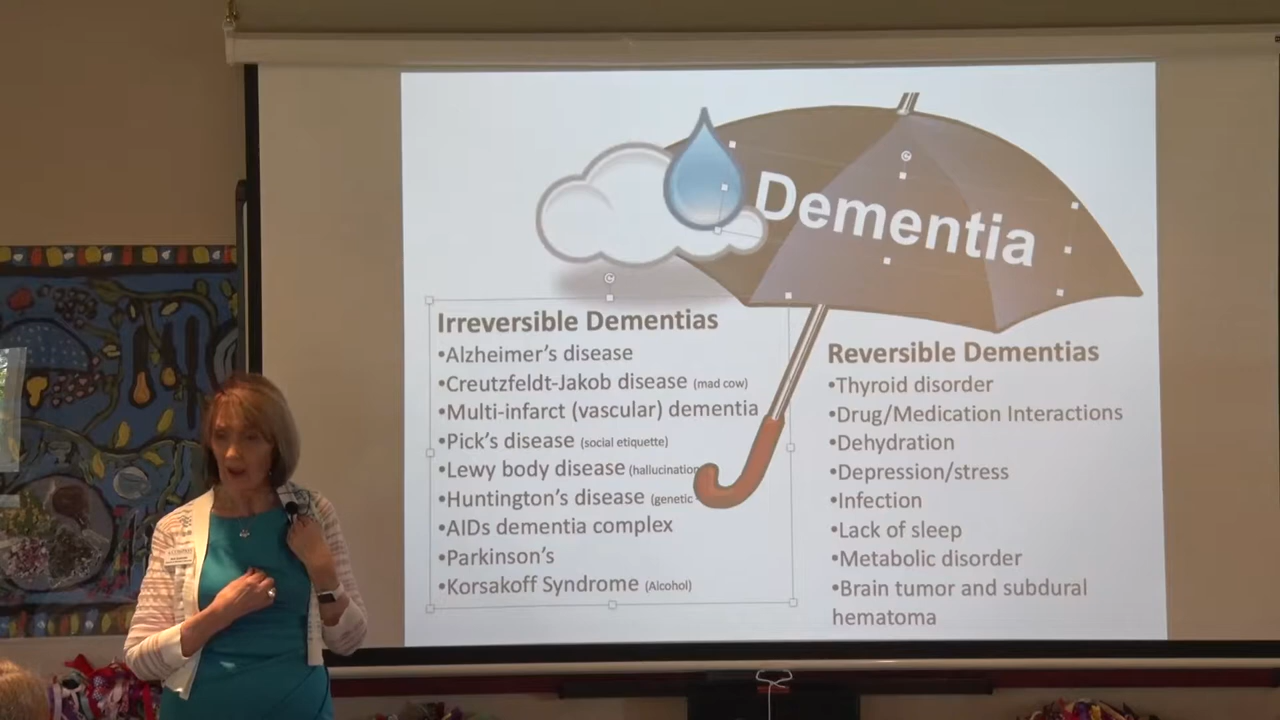 Dementia
Irreversible Dementias
•Alzheimer's disease
•Creutzfeldt-Jakob disease (mad cow)
•Multi-infarct (vascular) dementia
•Pick's disease (social etiquette)
•Lewy body disease (hallucination
•Huntington's disease (genetic
•AIDs dementia complex
•Parkinson's
•Korsakoff Syndrome (Alcohol)
Reversible Dementias
•Thyroid disorder
•Drug/Medication Interactions
•Dehydration
•Depression/stress
•Infection
•Lack of sleep
•Metabolic disorder
•Brain tumor and subdural
hematoma